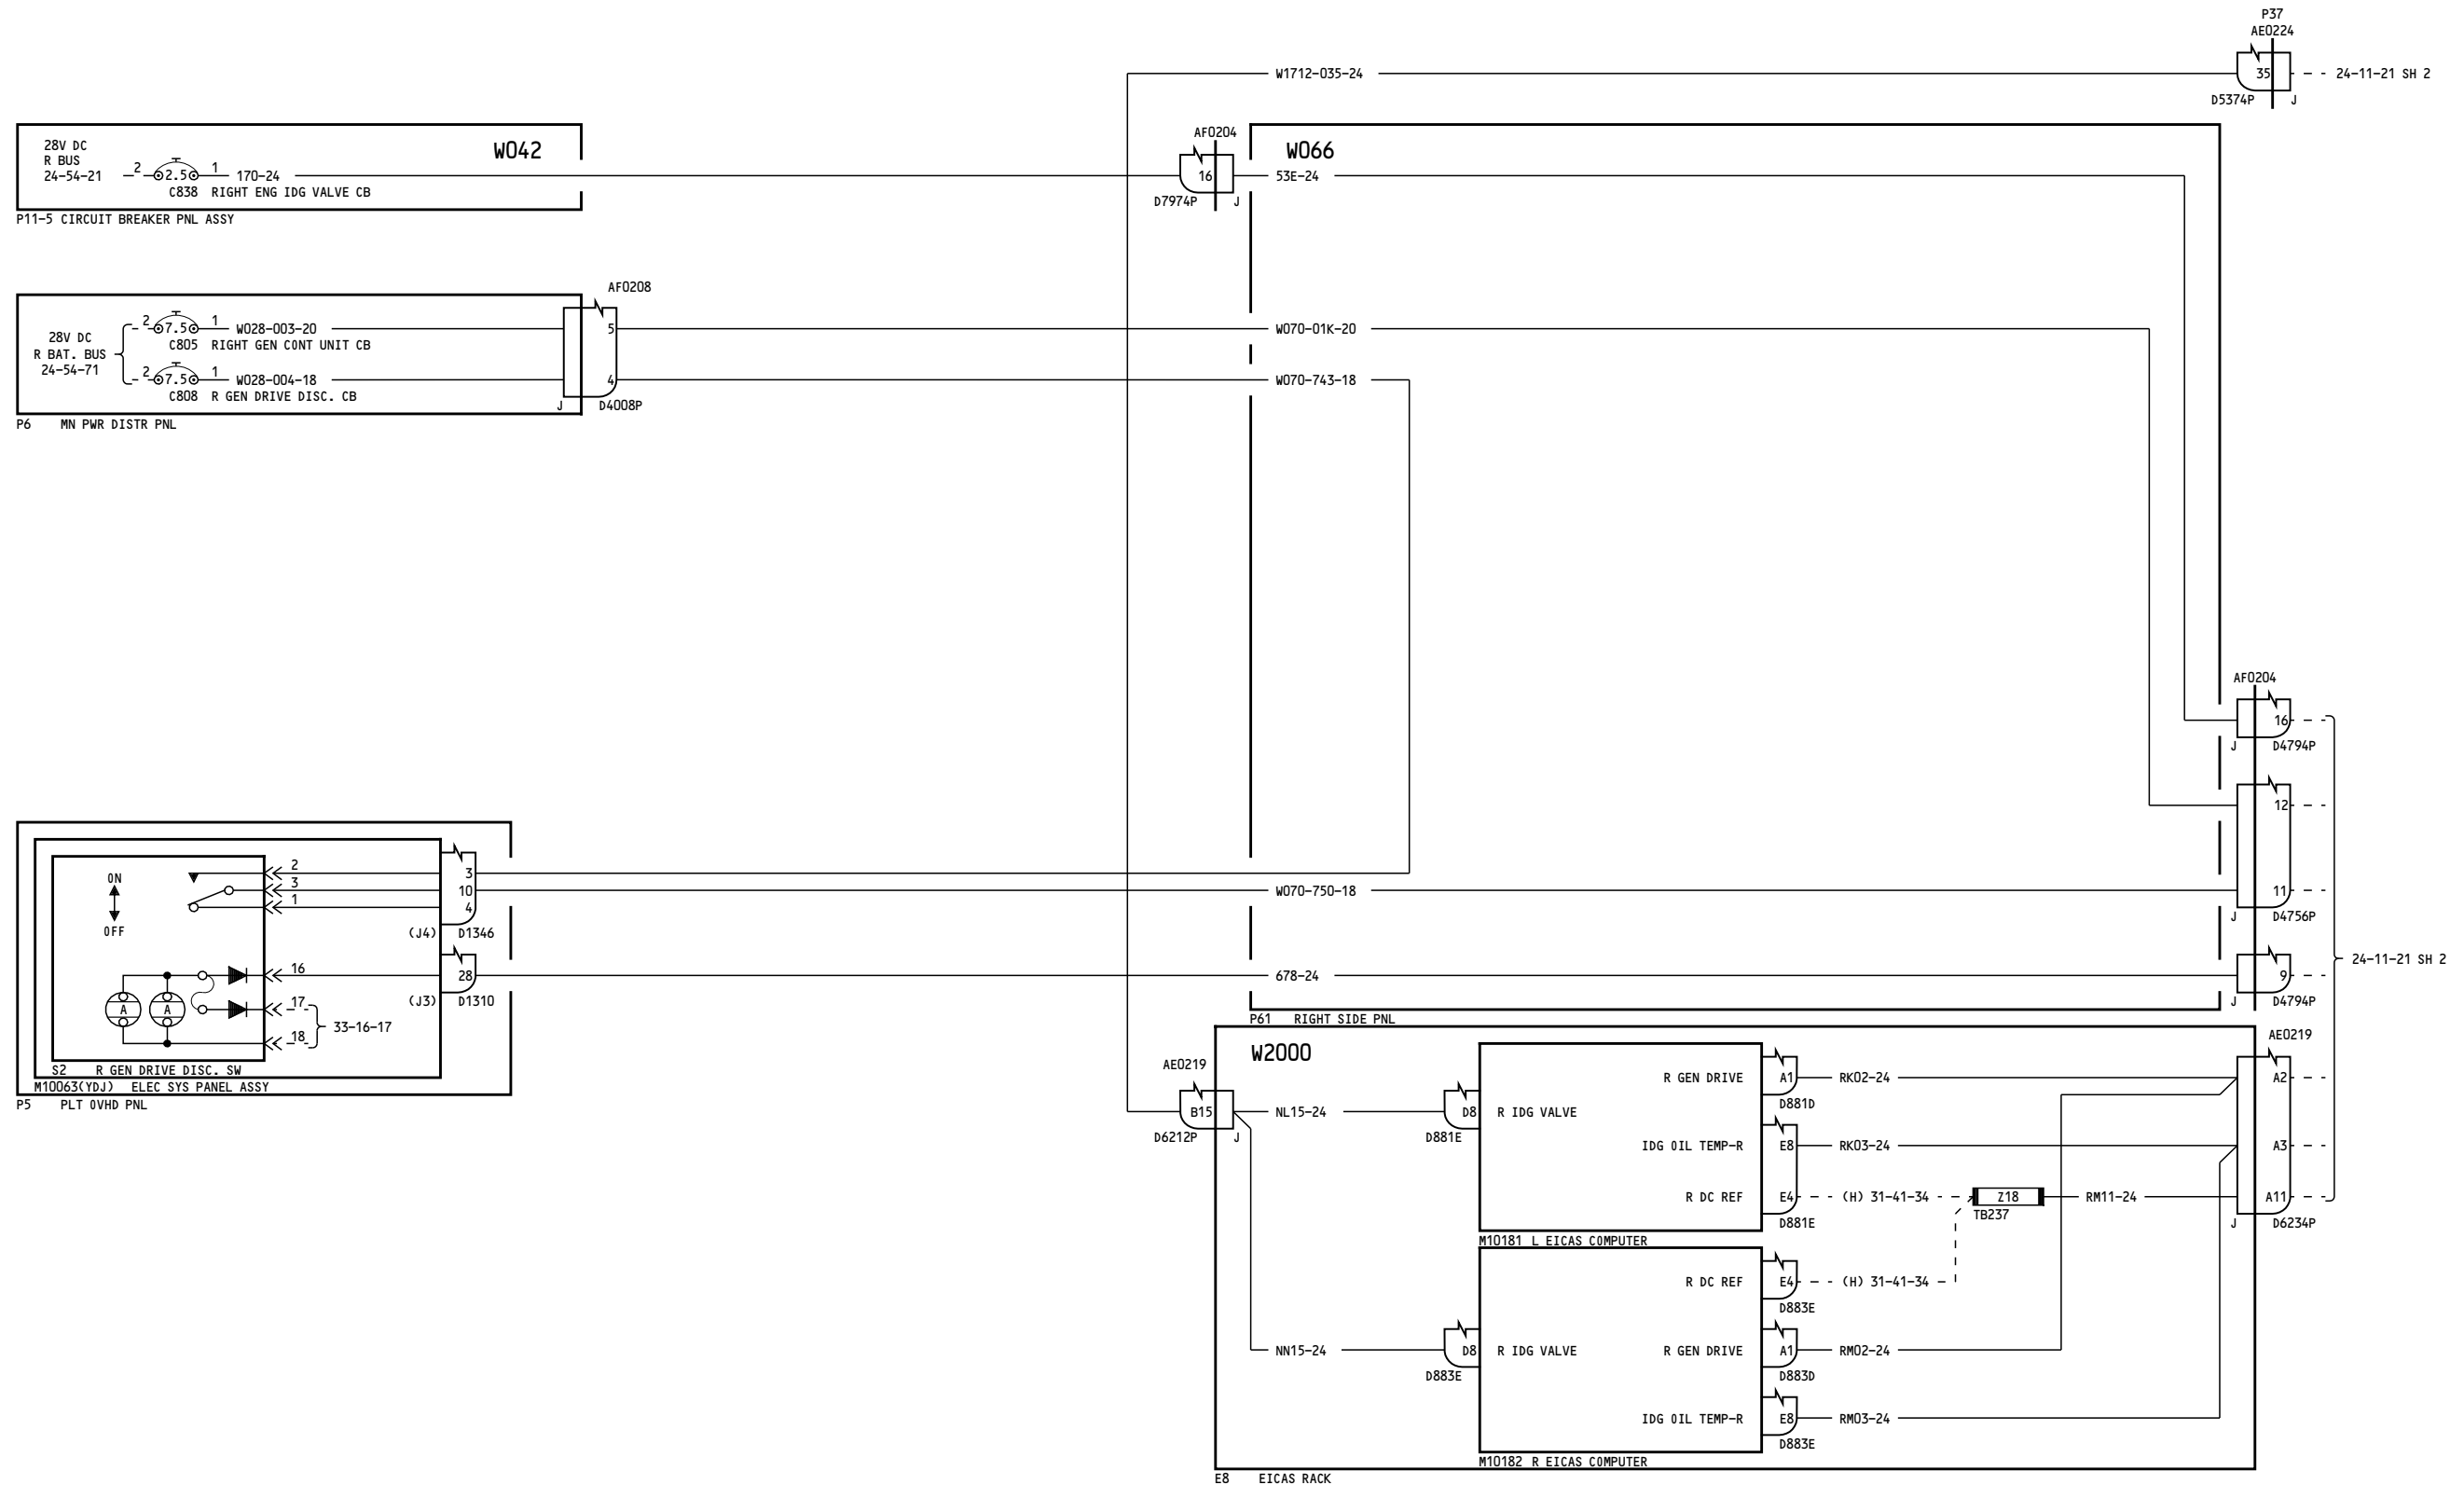 P37
AE0224
W1712-035-24
35
24-11-21 SH 2
D5374P
J
28V DC
R BUS
24-54-21
2
2.5
1
170-24
C838 RIGHT ENG IDG VALVE CB
W042
P11-5 CIRCUIT BREAKER PNL ASSY
AF0204
16
D7974P
J
W066
53E-24
AF0208
28V DC
R BAT. BUS
24-54-71
2
7.5
1
W028-003-20
C805 RIGHT GEN CONT UNIT CB
5
W070-01K-20
2
7.5
1
W028-004-18
C808 R GEN DRIVE DISC. CB
4
W070-743-18
J
D4008P
P6 MN PWR DISTR PNL
AF0204
16
J
D4794P
12
11
J
D4756P
9
J
D4794P
24-11-21 SH 2
ON
OFF
2
3
1
3
10
4
W070-750-18
(J4)
D1346
16
28
678-24
(J3)
D1310
A
A
17
18
33-16-17
S2 R GEN DRIVE DISC. SW
M10063(YDJ) ELEC SYS PANEL ASSY
P5 PLT OVHD PNL
P61 RIGHT SIDE PNL
W2000
AE0219
B15
D6212P
J
NL15-24
D8
D881E
R IDG VALVE
R GEN DRIVE
A1
RK02-24
D881D
IDG OIL TEMP-R
E8
RK03-24
R DC REF
E4
(H) 31-41-34
D881E
Z18
TB237
RM11-24
AE0219
A2
A3
A11
J
D6234P
M10181 L EICAS COMPUTER
R DC REF
E4
(H) 31-41-34
D883E
NN15-24
D8
D883E
R IDG VALVE
R GEN DRIVE
A1
RM02-24
D883D
IDG OIL TEMP-R
E8
RM03-24
D883E
M10182 R EICAS COMPUTER
E8 EICAS RACK